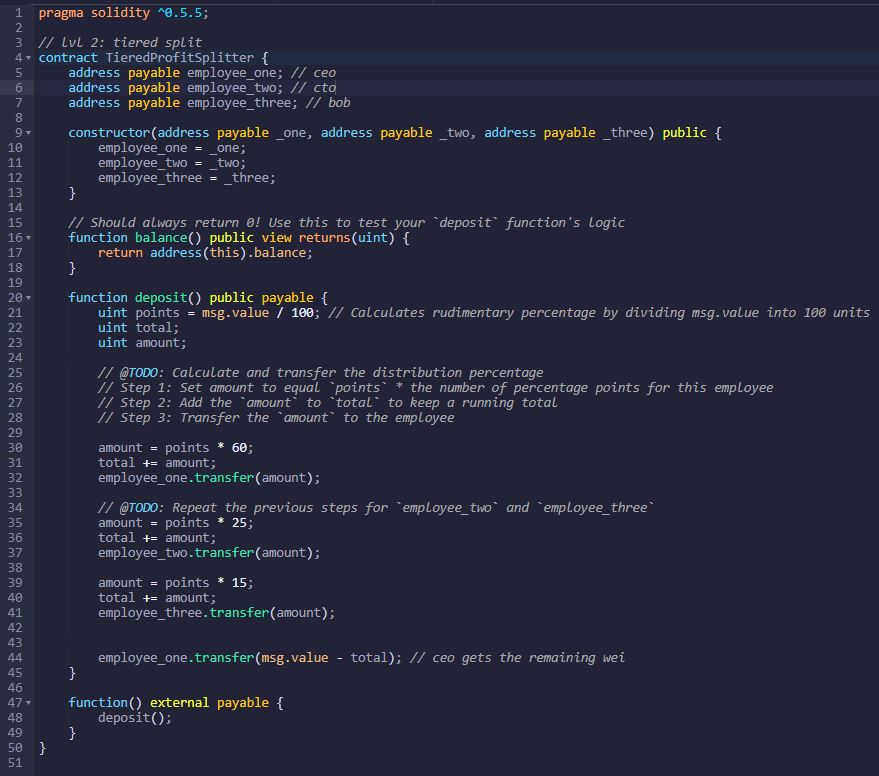 1 pragma solidity ^0.5.5;
2
3 // lvl 2: tiered split
4 contract TieredProfitSplitter {
5     address payable employee_one; // ceo
6     address payable employee_two; // cto
7     address payable employee_three; // bob
8
9     constructor(address payable _one, address payable _two, address payable _three) public {
10         employee_one = _one;
11         employee_two = _two;
12         employee_three = _three;
13     }
14
15     // Should always return 0! Use this to test your `deposit` function's logic
16     function balance() public view returns(uint) {
17         return address(this).balance;
18     }
19
20     function deposit() public payable {
21         uint points = msg.value / 100; // Calculates rudimentary percentage by dividing msg.value into 100 units
22         uint total;
23         uint amount;
24
25         // @TODO: Calculate and transfer the distribution percentage
26         // Step 1: Set amount to equal `points` * the number of percentage points for this employee
27         // Step 2: Add the `amount` to `total` to keep a running total
28         // Step 3: Transfer the `amount` to the employee
29
30         amount = points * 60;
31         total += amount;
32         employee_one.transfer(amount);
33
34         // @TODO: Repeat the previous steps for `employee_two` and `employee_three`
35         amount = points * 25;
36         total += amount;
37         employee_two.transfer(amount);
38
39         amount = points * 15;
40         total += amount;
41         employee_three.transfer(amount);
42
43
44         employee_one.transfer(msg.value - total); // ceo gets the remaining wei
45     }
46
47     function() external payable {
48         deposit();
49     }
50 }
51